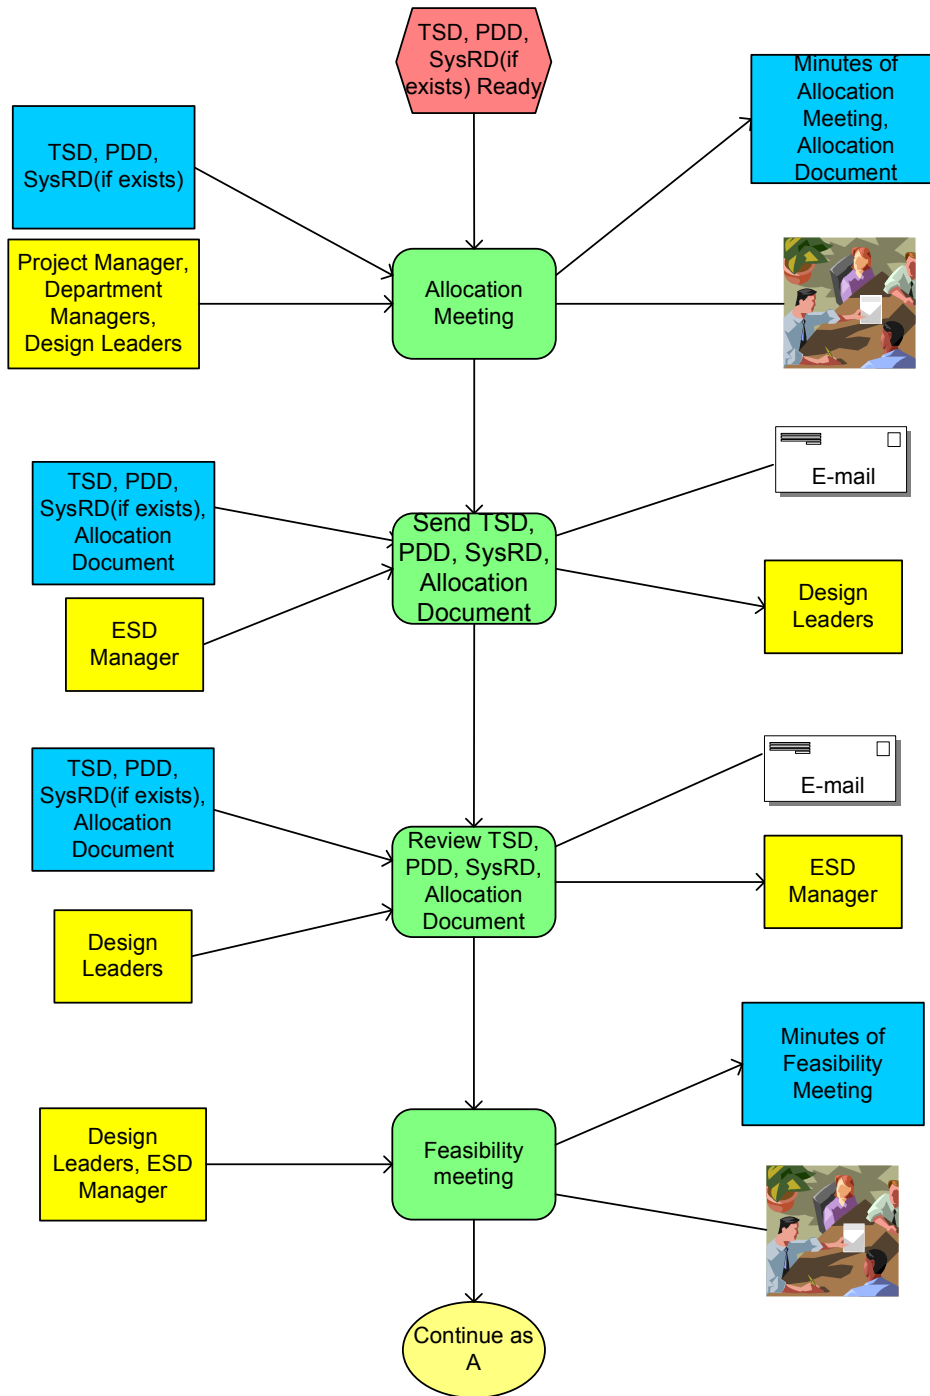 TSD, PDD,
SysRD(if
exists) Ready
Minutes of
Allocation
Meeting,
Allocation
Document
TSD, PDD,
SysRD(if exists)
Project Manager,
Department
Managers,
Design Leaders
Allocation
Meeting
E-mail
TSD, PDD,
SysRD(if exists),
Allocation
Document
Send TSD,
PDD, SysRD,
Allocation
Document
Design
Leaders
ESD
Manager
E-mail
TSD, PDD,
SysRD(if exists),
Allocation
Document
Review TSD,
PDD, SysRD,
Allocation
Document
ESD
Manager
Design
Leaders
Minutes of
Feasibility
Meeting
Design
Leaders, ESD
Manager
Feasibility
meeting
Continue as
A